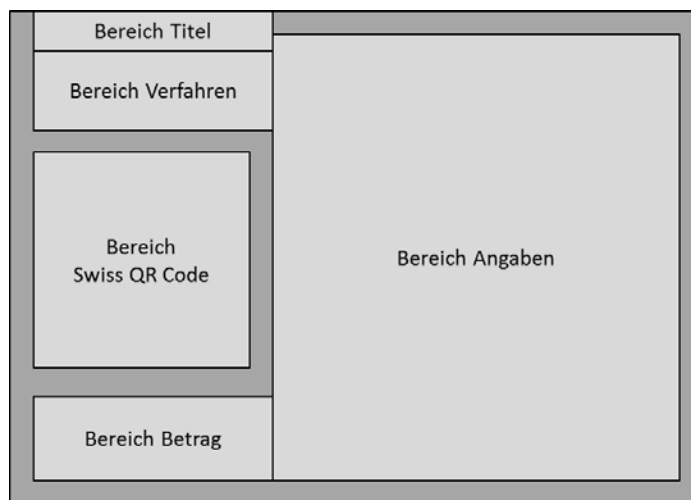 Bereich Titel
Bereich Verfahren
Bereich
Swiss QR Code
Bereich Angaben
Bereich Betrag